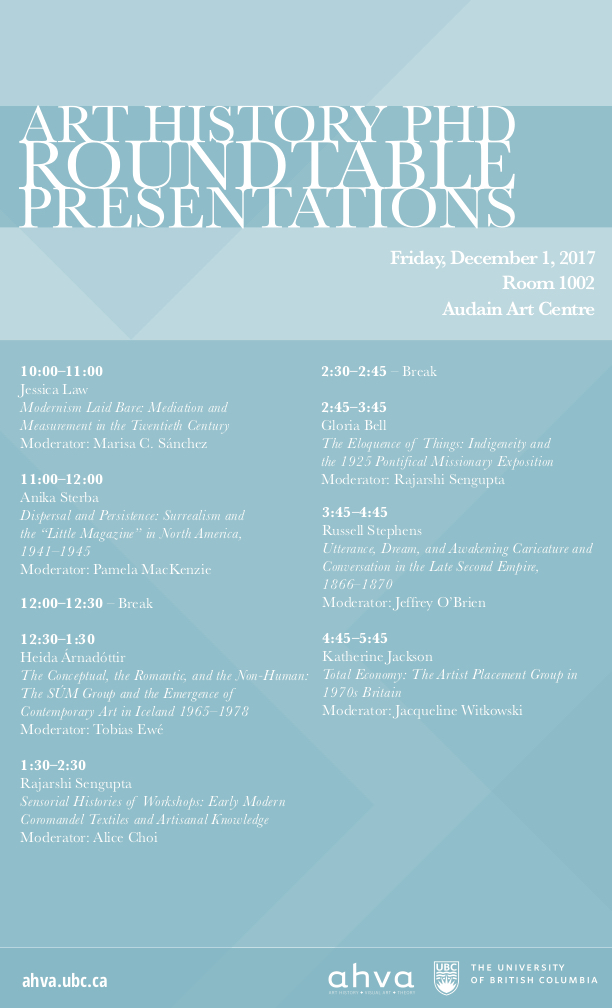 ART HISTORY PHD
ROUNDTABLE
PRESENTATIONS
Friday, December 1, 2017
Room 1002
Audain Art Centre
10:00–11:00
Jessica Law
Modernism Laid Bare: Mediation and
Measurement in the Twentieth Century
Moderator: Marisa C. Sánchez
11:00–12:00
Anika Sterba
Dispersal and Persistence: Surrealism and
the “Little Magazine” in North America,
1941–1945
Moderator: Pamela MacKenzie
12:00–12:30 – Break
12:30–1:30
Heida Árnadóttir
The Conceptual, the Romantic, and the Non-Human:
The SÚM Group and the Emergence of
Contemporary Art in Iceland 1965–1978
Moderator: Tobias Ewé
1:30–2:30
Rajarshi Sengupta
Sensorial Histories of Workshops: Early Modern
Coromandel Textiles and Artisanal Knowledge
Moderator: Alice Choi
2:30–2:45 – Break
2:45–3:45
Gloria Bell
The Eloquence of Things: Indigeneity and
the 1925 Pontifical Missionary Exposition
Moderator: Rajarshi Sengupta
3:45–4:45
Russell Stephens
Utterance, Dream, and Awakening Caricature and
Conversation in the Late Second Empire,
1866–1870
Moderator: Jeffrey O’Brien
4:45–5:45
Katherine Jackson
Total Economy: The Artist Placement Group in
1970s Britain
Moderator: Jacqueline Witkowski
ahva.ubc.ca
ahva
ART HISTORY ✦ VISUAL ART ✦ THEORY
UBC
THE UNIVERSITY
OF BRITISH COLUMBIA